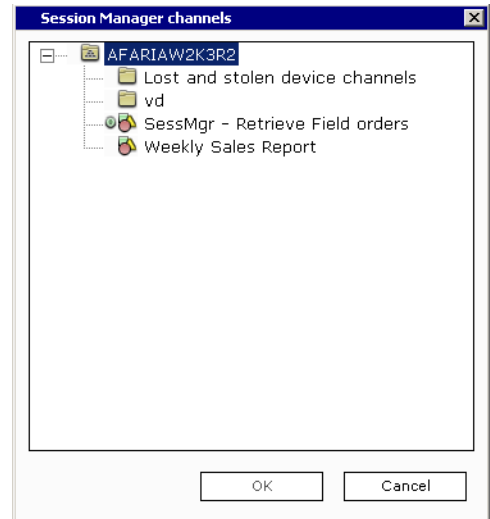 Session Manager channels
AFARIAW2K3R2
Lost and stolen device channels
vd
SessMgr - Retrieve Field orders
Weekly Sales Report
OK
Cancel